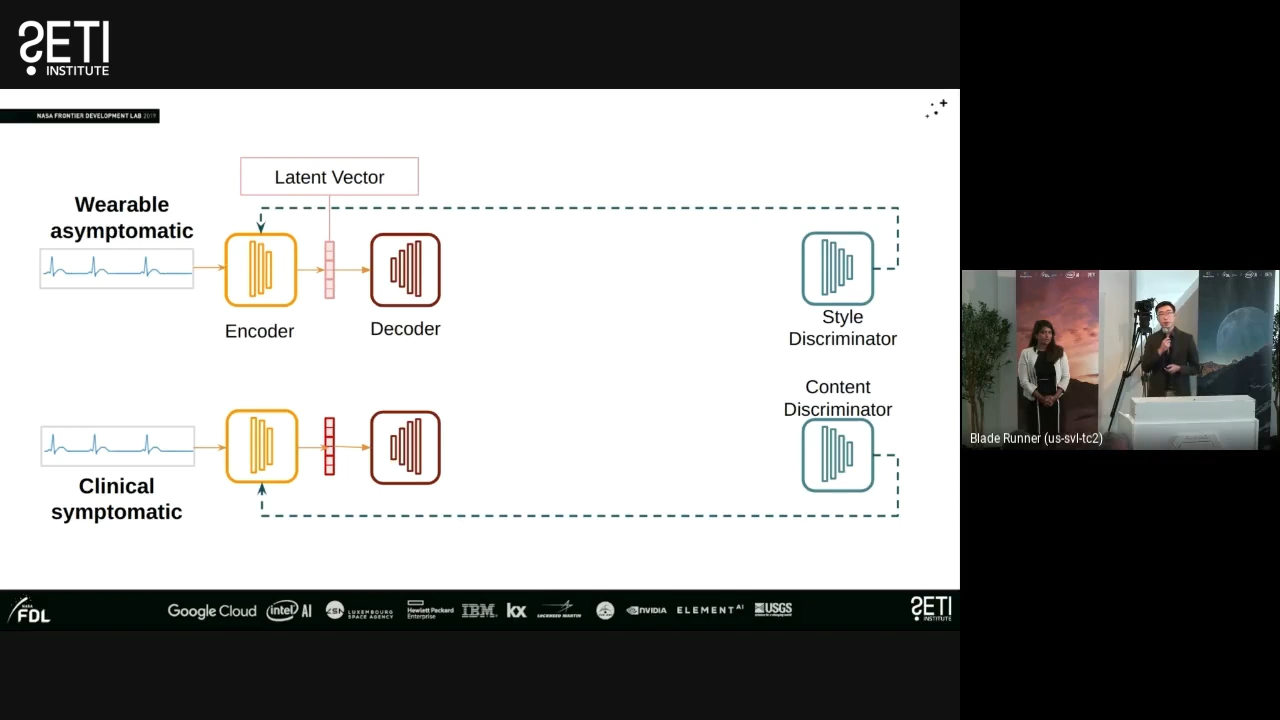 SETI
INSTITUTE
NASA FRONTIER DEVELOPMENT LAB 2019
Latent Vector
Wearable
asymptomatic
Encoder
Decoder
Style
Discriminator
Content
Discriminator
Clinical
symptomatic
Blade Runner (us-svl-tc2)
FDL
Google Cloud
intel AI
LUXEMBOURG
SPACE AGENCY
Hewlett Packard
Enterprise
IBM
kx
LOCKHEED MARTIN
NVIDIA
ELEMENT AI
USGS
SETI
INSTITUTE